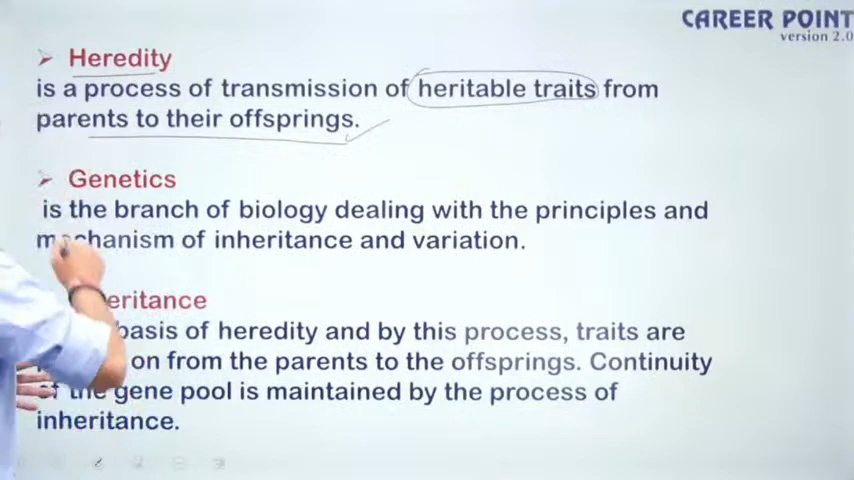 CAREER POINT
version 2.0
➢ Heredity
is a process of transmission of heritable traits from
parents to their offsprings.
➢ Genetics
is the branch of biology dealing with the principles and
mechanism of inheritance and variation.
eritance
basis of heredity and by this process, traits are
on from the parents to the offsprings. Continuity
of the gene pool is maintained by the process of
inheritance.